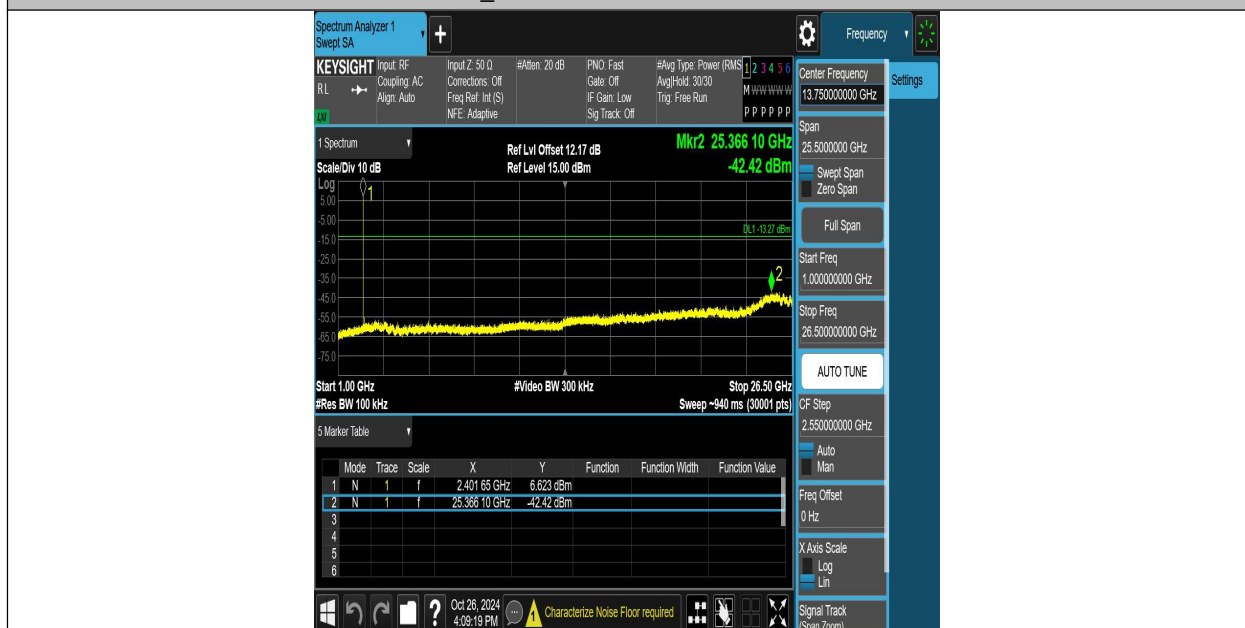 Spectrum Analyzer 1
Swept SA
Frequency
KEYSIGHT
RL
Input: RF
Coupling: AC
Align: Auto
Input Z: 50 Ω
Corrections: Off
Freq Ref: Int (S)
NFE: Adaptive
#Atten: 20 dB
PNO: Fast
Gate: Off
IF Gain: Low
Sig Track: Off
#Avg Type: Power (RMS
Avg|Hold: 30/30
Trig: Free Run
1 2 3 4 5 6
M W W W W W
P P P P P P
1 Spectrum
Scale/Div 10 dB
Ref Lvl Offset 12.17 dB
Ref Level 15.00 dBm
Mkr2 25.366 10 GHz
-42.42 dBm
Log
5.00
-5.00
-15.0
-25.0
-35.0
-45.0
-55.0
-65.0
-75.0
1
DL1 -13.27 dBm
2
Start 1.00 GHz
#Video BW 300 kHz
Stop 26.50 GHz
#Res BW 100 kHz
Sweep ~940 ms (30001 pts)
5 Marker Table
Mode Trace Scale X Y Function Function Width Function Value
1 N 1 f 2.401 65 GHz 6.623 dBm
2 N 1 f 25.366 10 GHz -42.42 dBm
3
4
5
6
Oct 26, 2024
4:09:19 PM
Characterize Noise Floor required
Center Frequency
13.750000000 GHz
Settings
Span
25.5000000 GHz
Swept Span
Zero Span
Full Span
Start Freq
1.000000000 GHz
Stop Freq
26.500000000 GHz
AUTO TUNE
CF Step
2.550000000 GHz
Auto
Man
Freq Offset
0 Hz
X Axis Scale
Log
Lin
Signal Track
(Span Zoom)